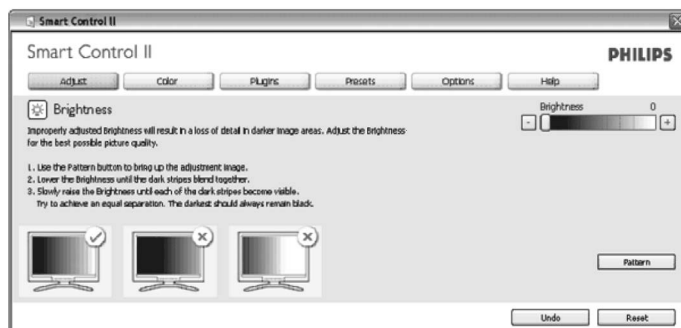 Smart Control II
Smart Control II
PHILIPS
Adjust Color Plugins Presets Options Help
Brightness
Improperly adjusted Brightness will result in a loss of detail in darker image areas. Adjust the Brightness
for the best possible picture quality.
1. Use the Pattern button to bring up the adjustment image.
2. Lower the Brightness until the dark stripes blend together.
3. Slowly raise the Brightness until each of the dark stripes become visible.
Try to achieve an equal separation. The darkest should always remain black.
Brightness 0
- +
Pattern
Undo Reset